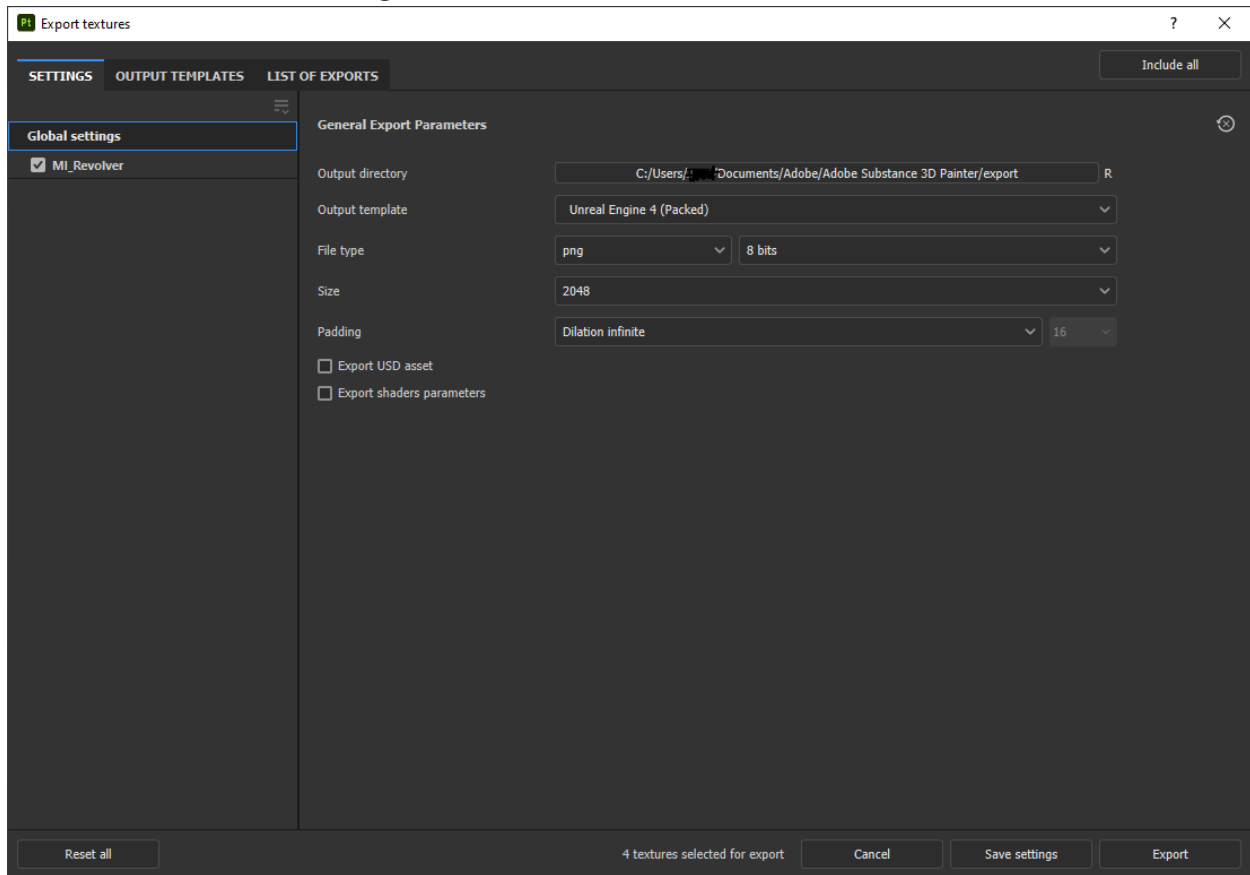 Pt Export textures ? ×
SETTINGS OUTPUT TEMPLATES LIST OF EXPORTS Include all
Global settings
MI_Revolver
General Export Parameters
Output directory C:/Users/ /Documents/Adobe/Adobe Substance 3D Painter/export R
Output template Unreal Engine 4 (Packed)
File type png 8 bits
Size 2048
Padding Dilation infinite 16
Export USD asset
Export shaders parameters
Reset all 4 textures selected for export Cancel Save settings Export